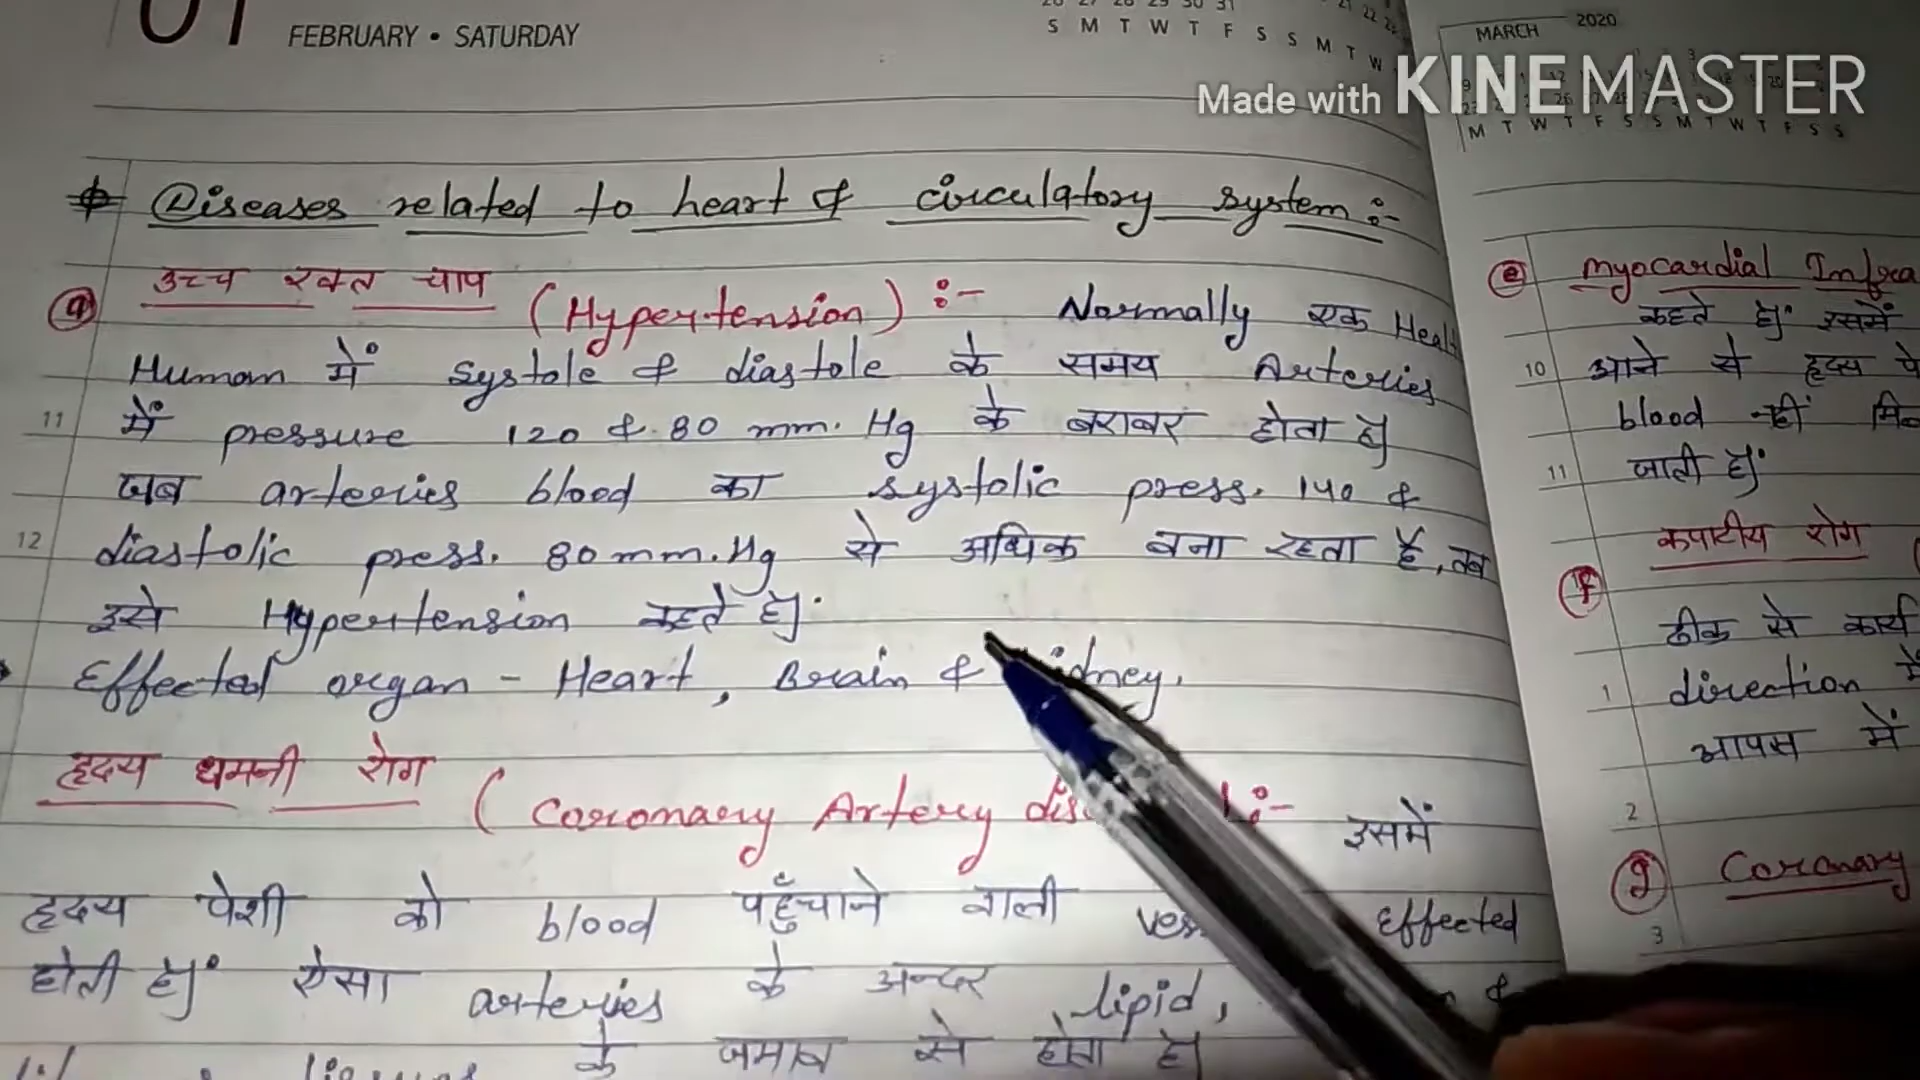 01 FEBRUARY • SATURDAY
S M T W T F S S M T W
MARCH 2020
M T W T F S S M T W T F S S
Made with KINEMASTER
Diseases related to heart & circulatory system :-
(a) उच्च रक्त चाप (Hypertension) :- Normally एक
Human में systole & diastole के समय Arteries
11 में pressure 120 & 80 mm. Hg के बराबर होता है
जब arteries blood का systolic press. 140 &
12 diastolic press. 80 mm. Hg से अधिक बना रहता है, तब
इसे Hypertension कहते है।
Effected organ - Heart, Brain &
हृदय धमनी रोग (Coronary Artery :- इसमें
हृदय पेशी को blood पहुँचाने वाली Effected
होती है। ऐसा arteries के अन्दर lipid, &
के जमाव से होता है
(e) Myocardial
कहते है। इसमें
10 आने से हृदय
blood नहीं
11 जाती है।
कपाटीय रोग
(f) ठीक से कार्य
1 direction में
आपस में
2
(g) Coronary
3